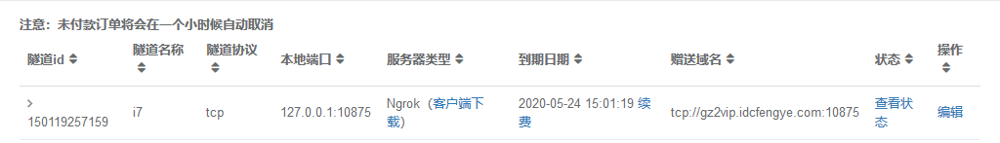 注意：未付款订单将会在一个小时候自动取消
隧道id 隧道名称 隧道协议 本地端口 服务器类型 到期日期 赠送域名 状态 操作
150119257159 i7 tcp 127.0.0.1:10875 Ngrok（客户端下载） 2020-05-24 15:01:19 续费 tcp://gz2vip.idcfengye.com:10875 查看状态 编辑